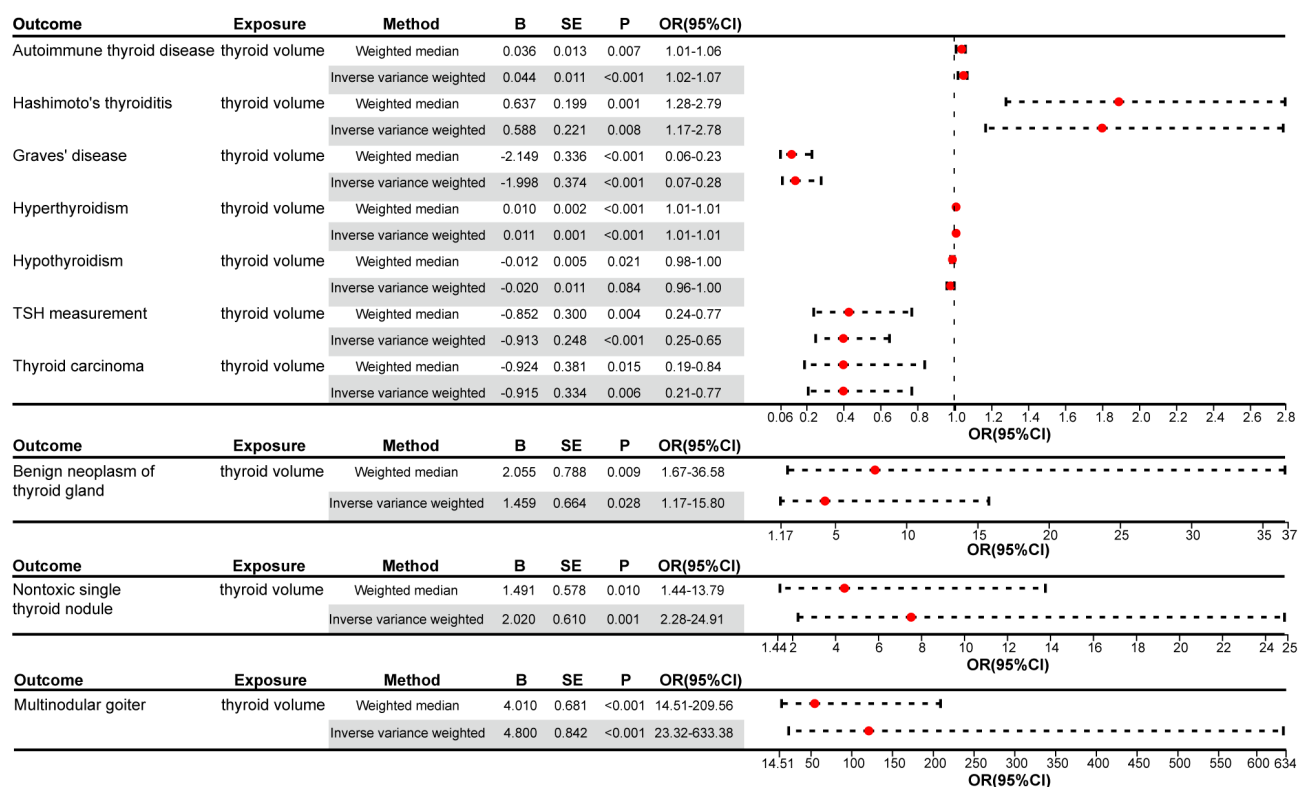 Outcome Exposure Method B SE P OR(95%CI)
Autoimmune thyroid disease thyroid volume Weighted median 0.036 0.013 0.007 1.01-1.06
Inverse variance weighted 0.044 0.011 <0.001 1.02-1.07
Hashimoto's thyroiditis thyroid volume Weighted median 0.637 0.199 0.001 1.28-2.79
Inverse variance weighted 0.588 0.221 0.008 1.17-2.78
Graves' disease thyroid volume Weighted median -2.149 0.336 <0.001 0.06-0.23
Inverse variance weighted -1.998 0.374 <0.001 0.07-0.28
Hyperthyroidism thyroid volume Weighted median 0.010 0.002 <0.001 1.01-1.01
Inverse variance weighted 0.011 0.001 <0.001 1.01-1.01
Hypothyroidism thyroid volume Weighted median -0.012 0.005 0.021 0.98-1.00
Inverse variance weighted -0.020 0.011 0.084 0.96-1.00
TSH measurement thyroid volume Weighted median -0.852 0.300 0.004 0.24-0.77
Inverse variance weighted -0.913 0.248 <0.001 0.25-0.65
Thyroid carcinoma thyroid volume Weighted median -0.924 0.381 0.015 0.19-0.84
Inverse variance weighted -0.915 0.334 0.006 0.21-0.77
0.06 0.2 0.4 0.6 0.8 1.0 1.2 1.4 1.6 1.8 2.0 2.2 2.4 2.6 2.8
OR(95%CI)
Outcome Exposure Method B SE P OR(95%CI)
Benign neoplasm of thyroid volume Weighted median 2.055 0.788 0.009 1.67-36.58
thyroid gland
Inverse variance weighted 1.459 0.664 0.028 1.17-15.80
1.17 5 10 15 20 25 30 35 37
OR(95%CI)
Outcome Exposure Method B SE P OR(95%CI)
Nontoxic single thyroid volume Weighted median 1.491 0.578 0.010 1.44-13.79
thyroid nodule
Inverse variance weighted 2.020 0.610 0.001 2.28-24.91
1.44 2 4 6 8 10 12 14 16 18 20 22 24 25
OR(95%CI)
Outcome Exposure Method B SE P OR(95%CI)
Multinodular goiter thyroid volume Weighted median 4.010 0.681 <0.001 14.51-209.56
Inverse variance weighted 4.800 0.842 <0.001 23.32-633.38
14.51 50 100 150 200 250 300 350 400 450 500 550 600 634
OR(95%CI)